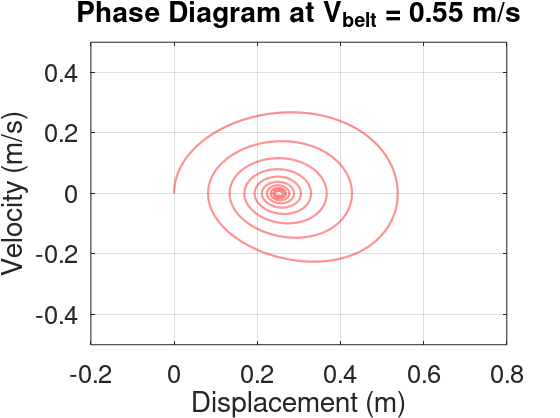 Phase Diagram at V_belt = 0.55 m/s
0.4
0.2
0
-0.2
-0.4
Velocity (m/s)
-0.2 0 0.2 0.4 0.6 0.8
Displacement (m)